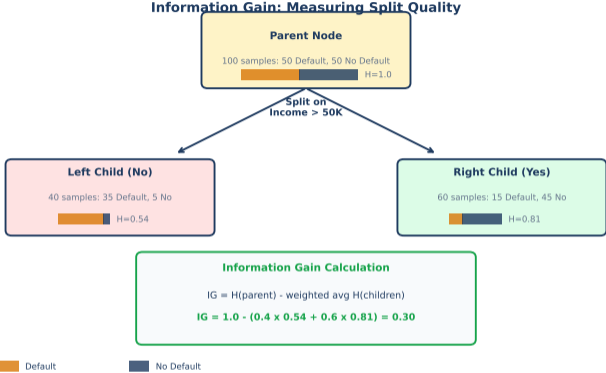 Information Gain: Measuring Split Quality
Parent Node
100 samples: 50 Default, 50 No Default
H=1.0
Split on
Income > 50K
Left Child (No)
40 samples: 35 Default, 5 No
H=0.54
Right Child (Yes)
60 samples: 15 Default, 45 No
H=0.81
Information Gain Calculation
IG = H(parent) - weighted avg H(children)
IG = 1.0 - (0.4 x 0.54 + 0.6 x 0.81) = 0.30
Default
No Default